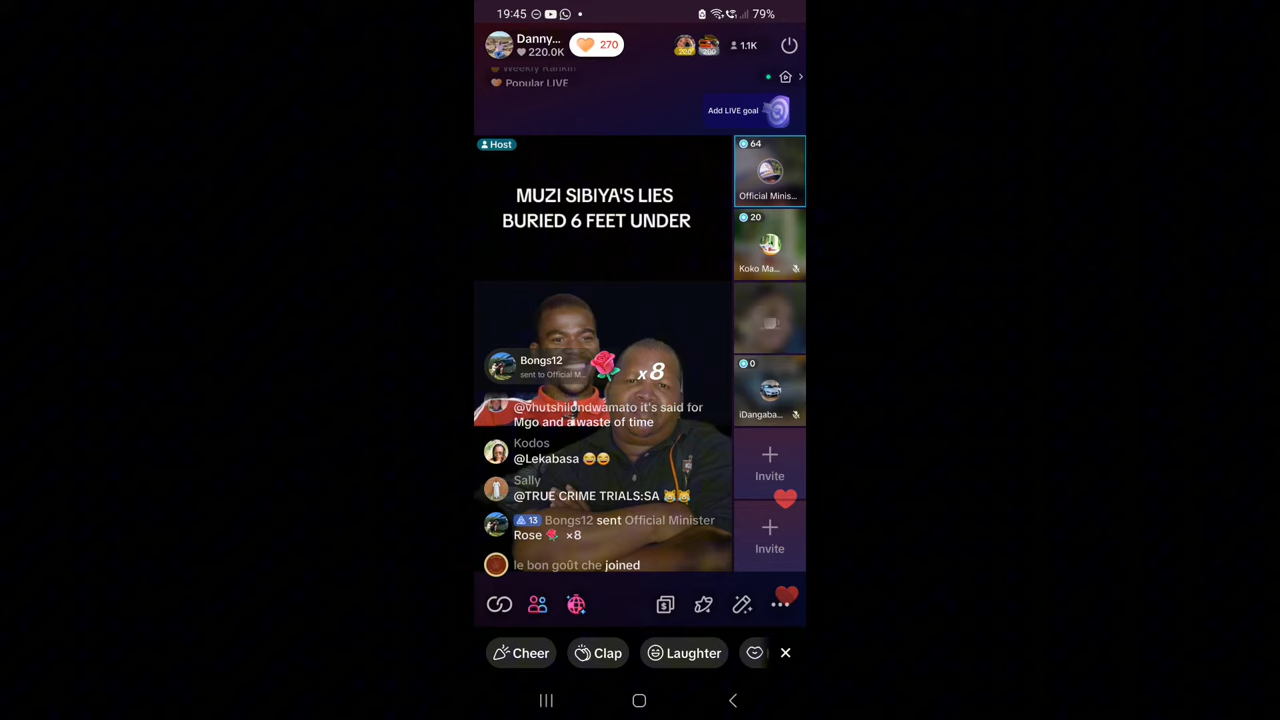 19:45
79%
Danny...
220.0K
270
200
1.1K
Weekly Rankin
Popular LIVE
Add LIVE goal
Host
MUZI SIBIYA'S LIES
BURIED 6 FEET UNDER
64
Official Minis...
20
Koko Ma...
0
iDangaba...
Invite
Invite
Bongs12
sent to Official M...
x8
@vhutshilondwamato it's said for
Mgo and a waste of time
Kodos
@Lekabasa 😅😅
Sally
@TRUE CRIME TRIALS:SA 😹😹
13 Bongs12 sent Official Minister
Rose 🌹 ×8
le bon goût che joined
Cheer
Clap
Laughter